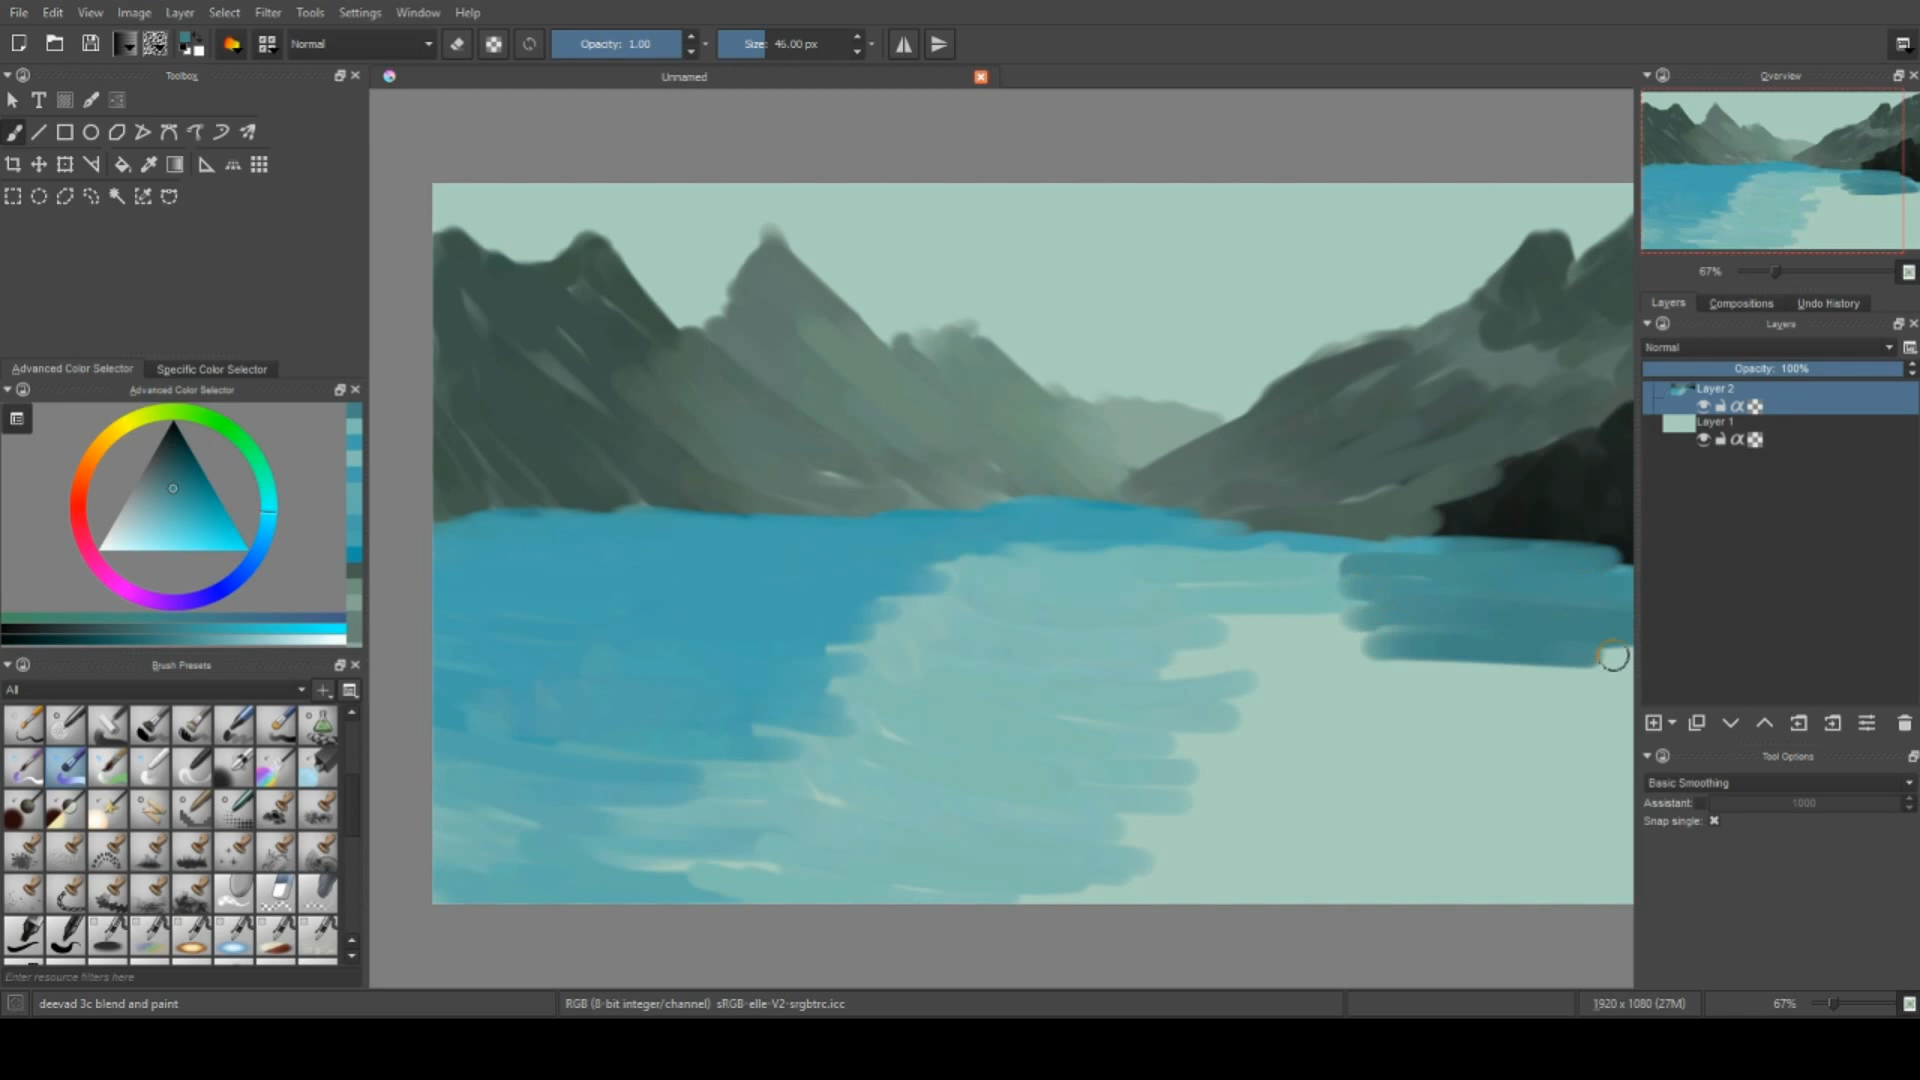 File Edit View Image Layer Select Filter Tools Settings Window Help
Normal
Opacity: 1.00
Size: 45.00 px
Toolbox
Unnamed
Overview
67%
Layers Compositions Undo History
Layers
Normal
Opacity: 100%
Layer 2
Layer 1
Advanced Color Selector Specific Color Selector
Advanced Color Selector
Brush Presets
All
Enter resource filters here
Tool Options
Basic Smoothing
Assistant: 1000
Snap single:
deevad 3c blend and paint
RGB (8-bit integer/channel) sRGB-elle-V2-srgbtrc.icc
1920 x 1080 (27M)
67%